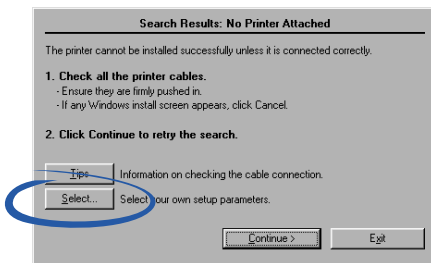 Search Results: No Printer Attached
The printer cannot be installed successfully unless it is connected correctly.
1. Check all the printer cables.
- Ensure they are firmly pushed in.
- If any Windows install screen appears, click Cancel.
2. Click Continue to retry the search.
Tips Information on checking the cable connection.
Select... Select your own setup parameters.
Continue > Exit